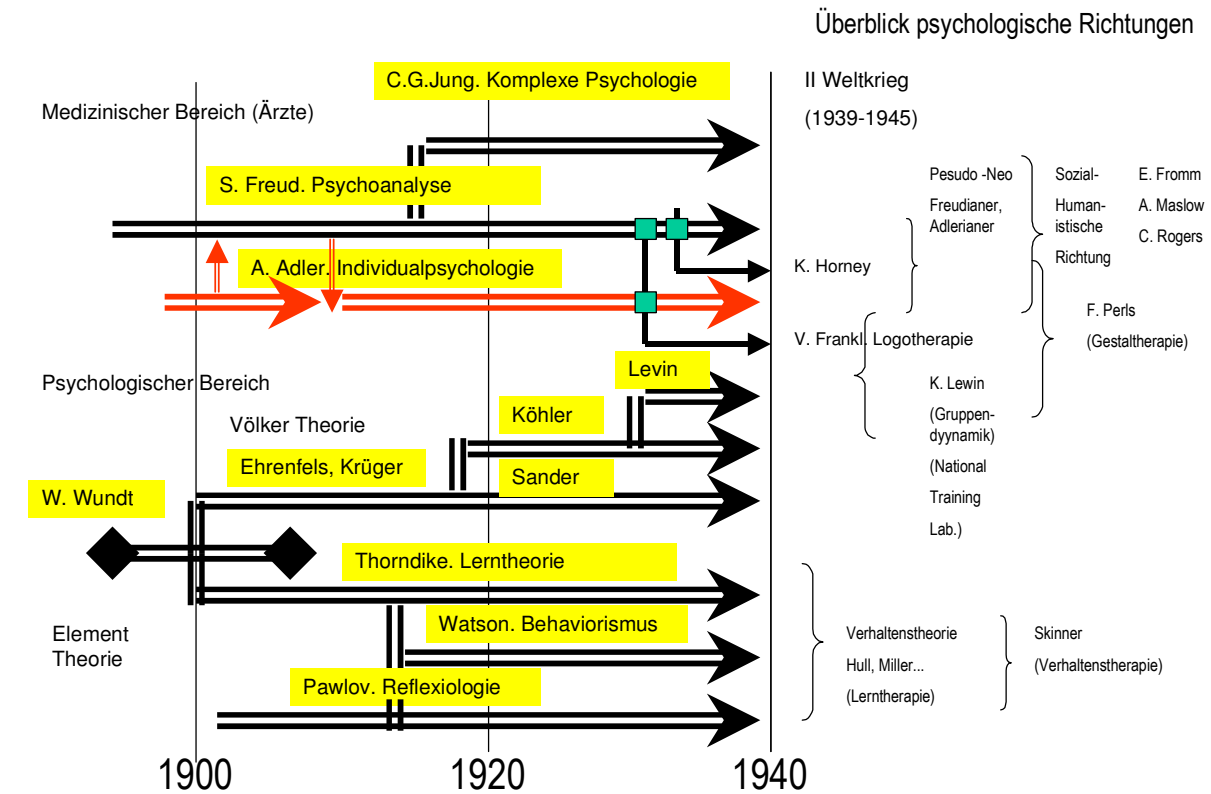 Überblick psychologische Richtungen
C.G.Jung. Komplexe Psychologie
II Weltkrieg
(1939-1945)
Medizinischer Bereich (Ärzte)
S. Freud. Psychoanalyse
A. Adler. Individualpsychologie
K. Horney
V. Frankl. Logotherapie
Pesudo -Neo
Freudianer,
Adlerianer
Sozial-
Human-
istische
Richtung
E. Fromm
A. Maslow
C. Rogers
F. Perls
(Gestaltherapie)
K. Lewin
(Gruppen-
dyynamik)
(National
Training
Lab.)
Psychologischer Bereich
Levin
Völker Theorie
Köhler
Ehrenfels, Krüger
Sander
W. Wundt
Thorndike. Lerntheorie
Element
Theorie
Watson. Behaviorismus
Pawlov. Reflexiologie
Verhaltenstheorie
Hull, Miller...
(Lerntherapie)
Skinner
(Verhaltenstherapie)
1900
1920
1940